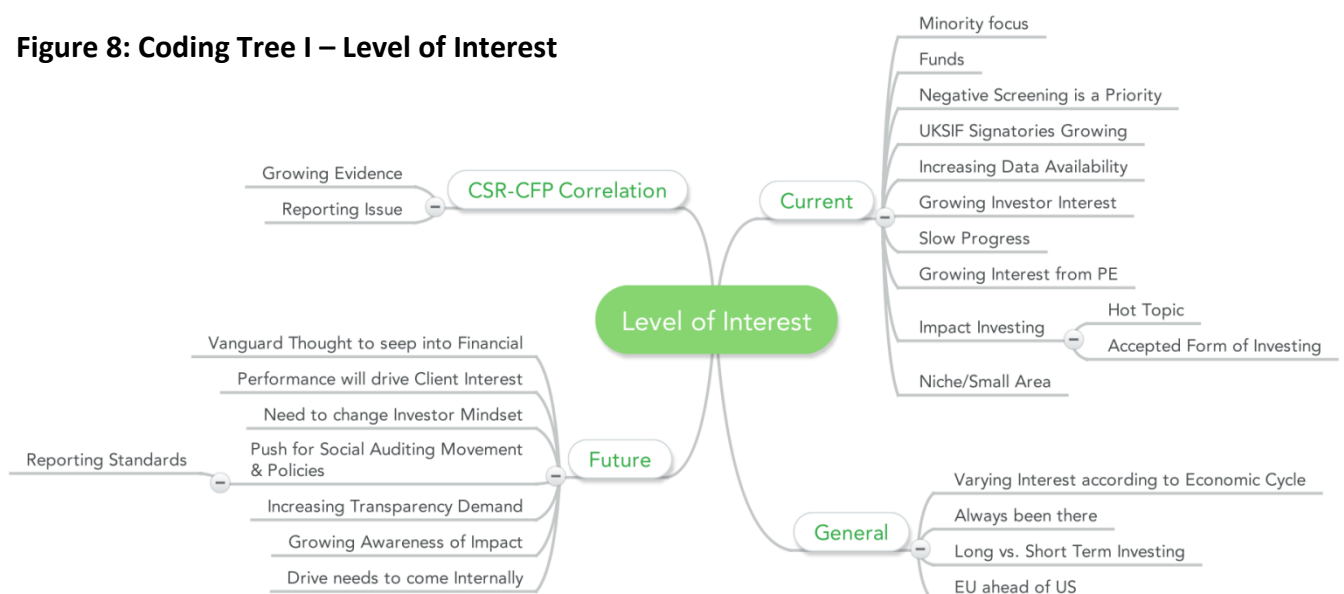 Figure 8: Coding Tree I – Level of Interest
Level of Interest
CSR-CFP Correlation
Growing Evidence
Reporting Issue
Current
Minority focus
Funds
Negative Screening is a Priority
UKSIF Signatories Growing
Increasing Data Availability
Growing Investor Interest
Slow Progress
Growing Interest from PE
Impact Investing
Hot Topic
Accepted Form of Investing
Niche/Small Area
Future
Vanguard Thought to seep into Financial
Performance will drive Client Interest
Need to change Investor Mindset
Push for Social Auditing Movement
& Policies
Reporting Standards
Increasing Transparency Demand
Growing Awareness of Impact
Drive needs to come Internally
General
Varying Interest according to Economic Cycle
Always been there
Long vs. Short Term Investing
EU ahead of US